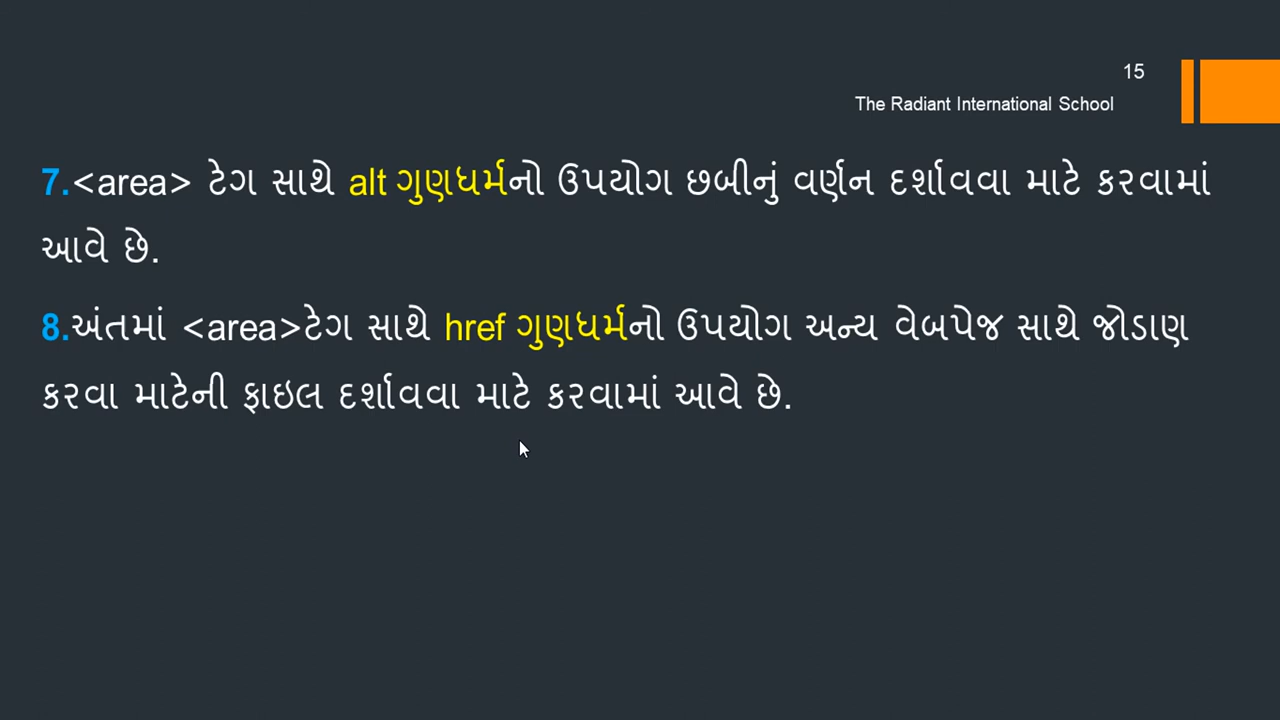 15
The Radiant International School
7.<area> ટેગ સાથે alt ગુણધર્મનો ઉપયોગ છબીનું વર્ણન દર્શાવવા માટે કરવામાં
આવે છે.
8.અંતમાં <area>ટેગ સાથે href ગુણધર્મનો ઉપયોગ અન્ય વેબપેજ સાથે જોડાણ
કરવા માટેની ફાઇલ દર્શાવવા માટે કરવામાં આવે છે.